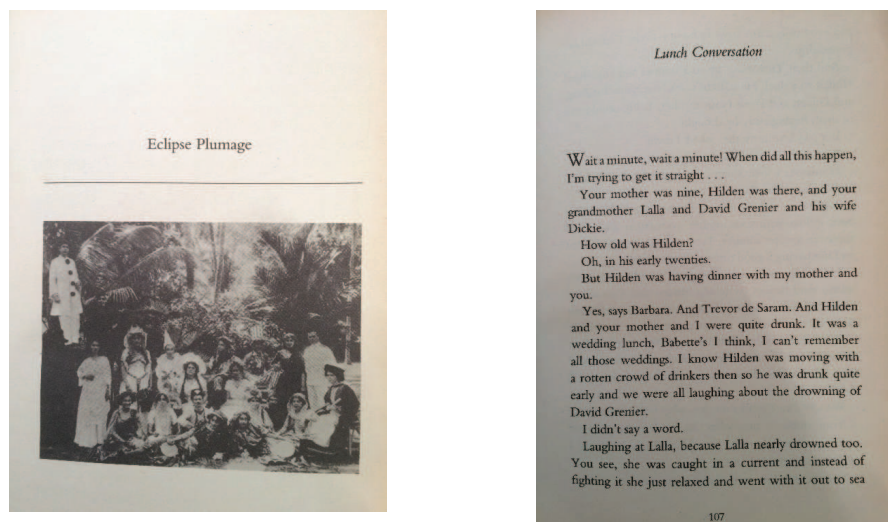 Eclipse Plumage
Lunch Conversation
Wait a minute, wait a minute! When did all this happen,
I'm trying to get it straight . . .
Your mother was nine, Hilden was there, and your
grandmother Lalla and David Grenier and his wife
Dickie.
How old was Hilden?
Oh, in his early twenties.
But Hilden was having dinner with my mother and
you.
Yes, says Barbara. And Trevor de Saram. And Hilden
and your mother and I were quite drunk. It was a
wedding lunch, Babette's I think, I can't remember
all those weddings. I know Hilden was moving with
a rotten crowd of drinkers then so he was drunk quite
early and we were all laughing about the drowning of
David Grenier.
I didn't say a word.
Laughing at Lalla, because Lalla nearly drowned too.
You see, she was caught in a current and instead of
fighting it she just relaxed and went with it out to sea
107